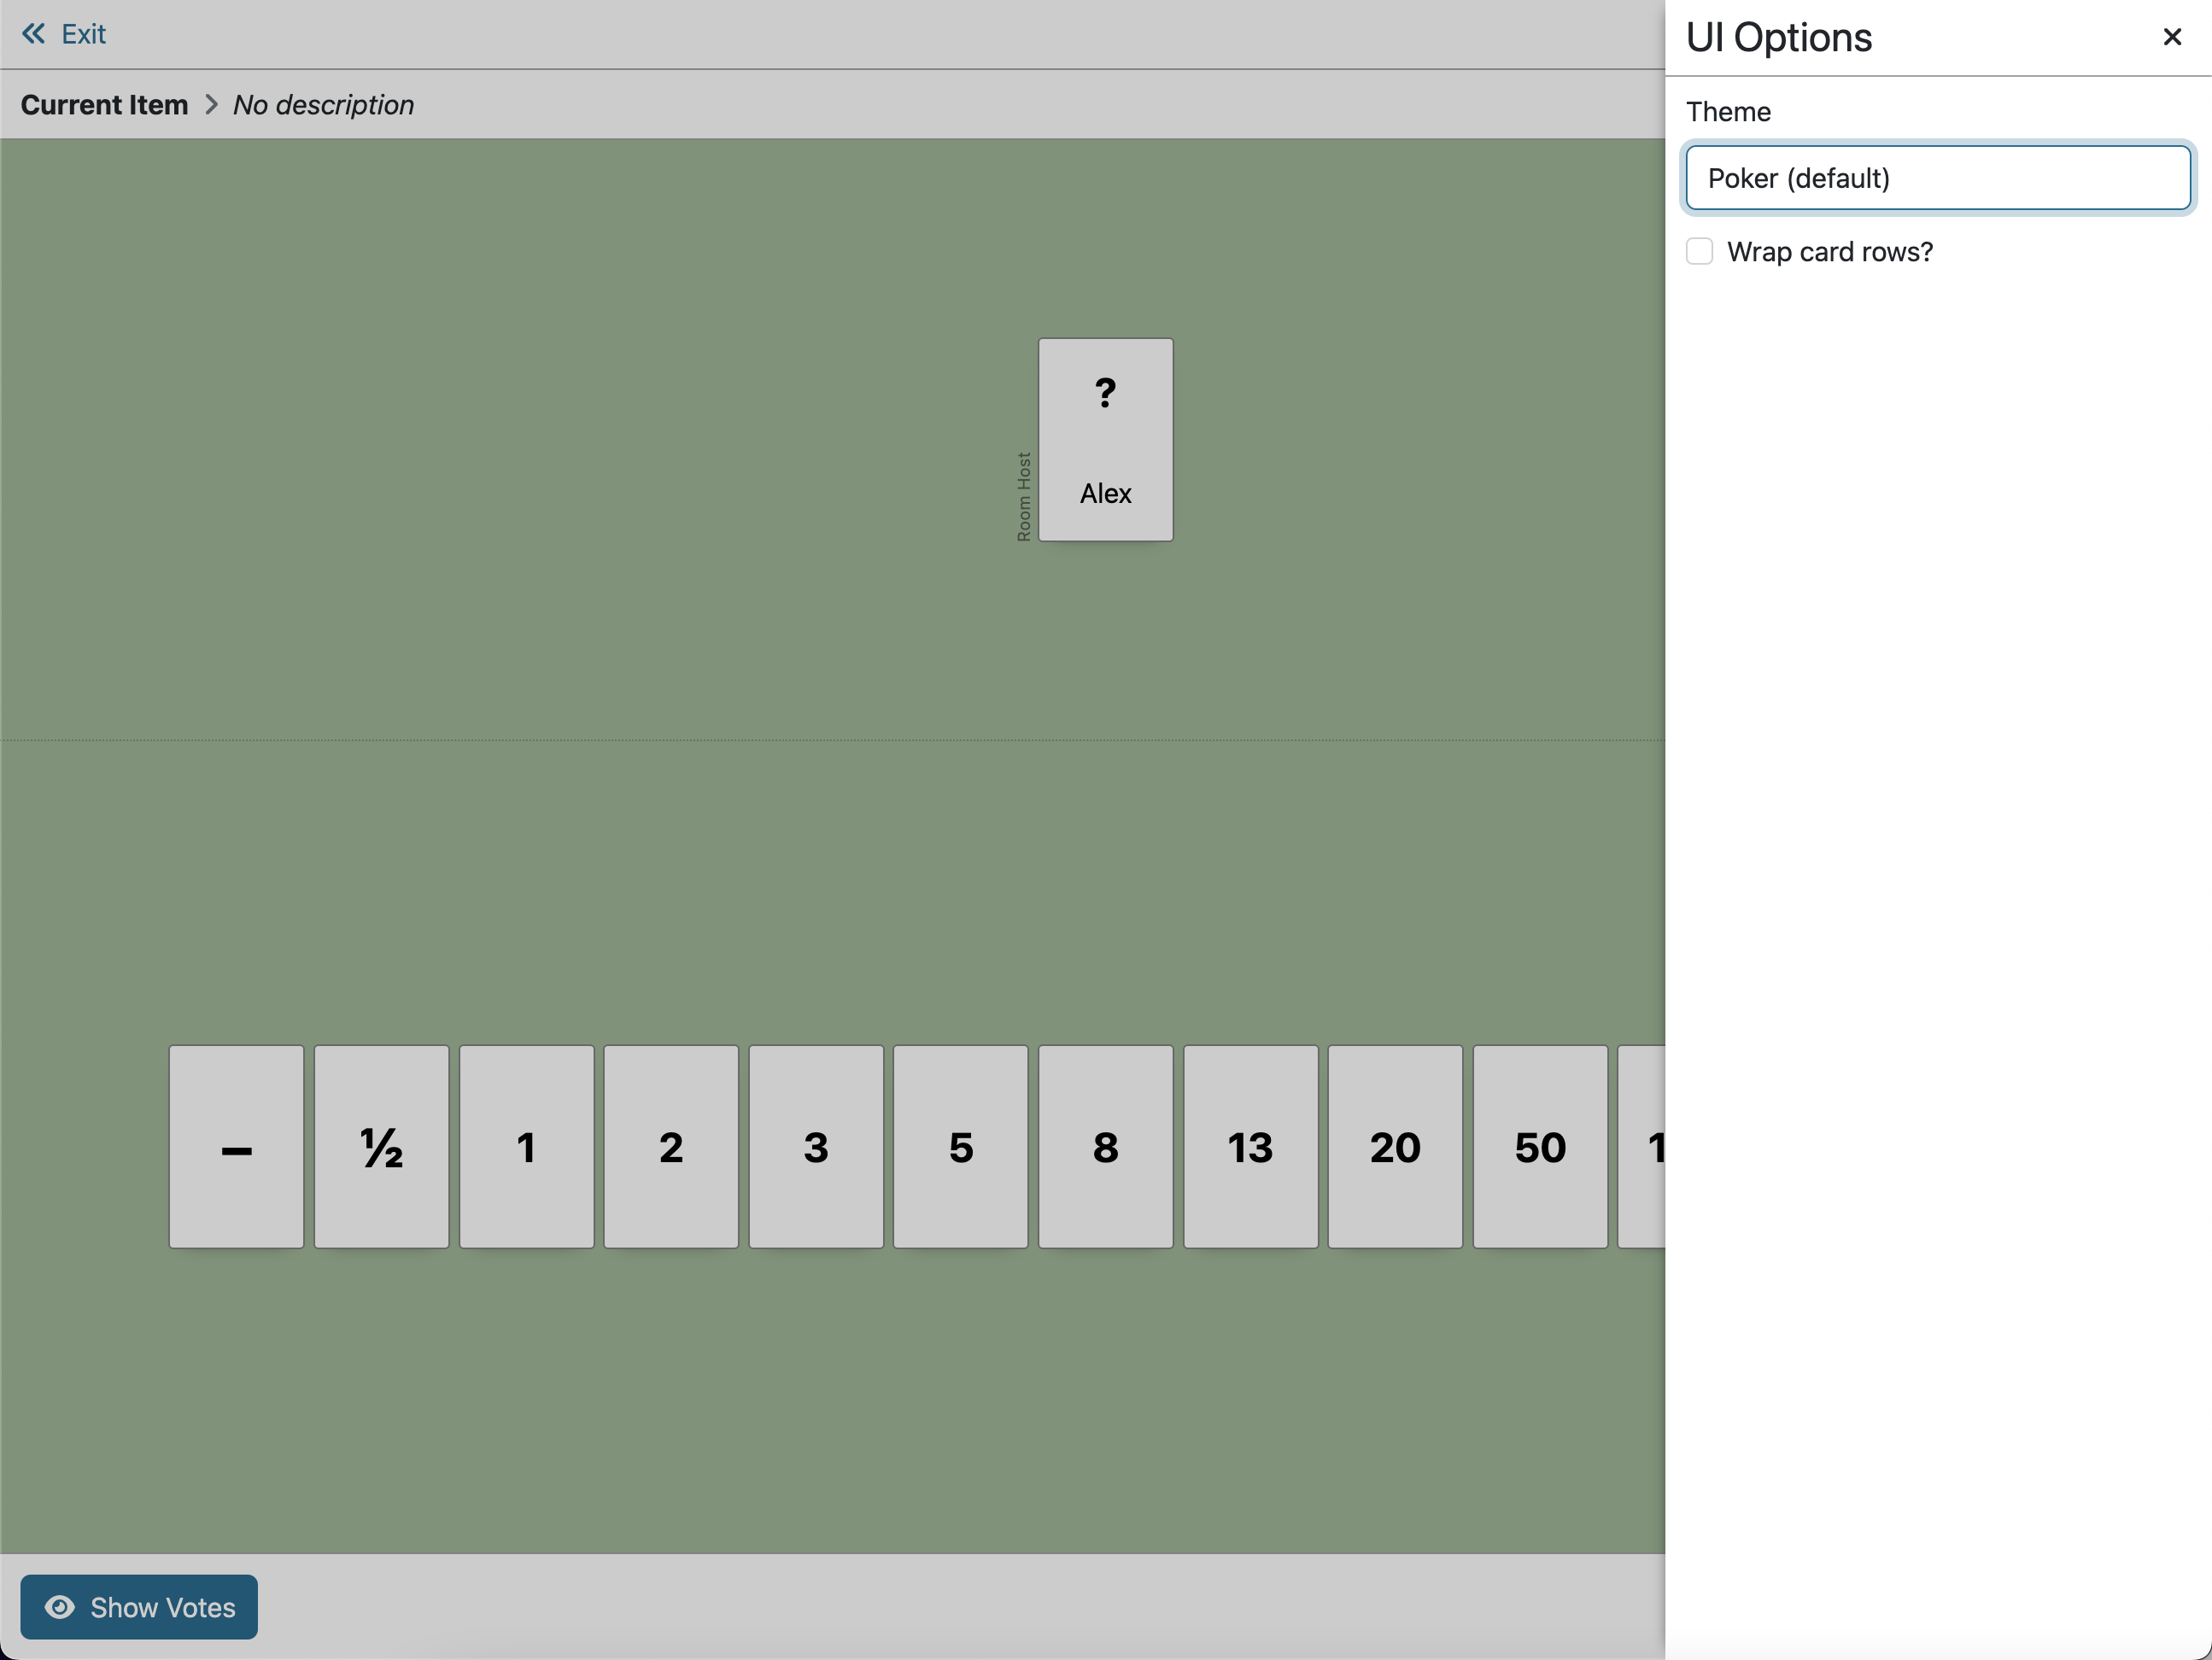 Exit
UI Options
Current Item > No description
Theme
Poker (default)
Wrap card rows?
?
Room Host
Alex
–
½
1
2
3
5
8
13
20
50
Show Votes